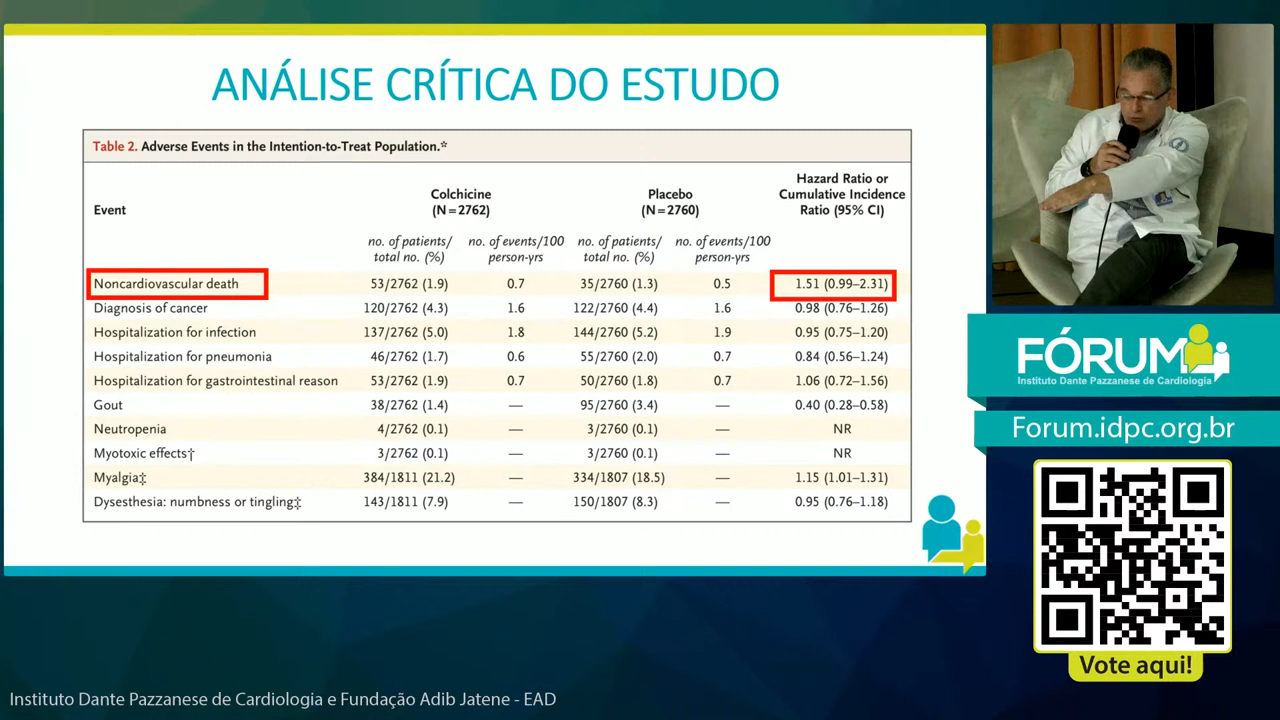 ANÁLISE CRÍTICA DO ESTUDO
Table 2. Adverse Events in the Intention-to-Treat Population.*
Event
Colchicine
(N=2762)
Placebo
(N=2760)
Hazard Ratio or
Cumulative Incidence
Ratio (95% CI)
no. of patients/
total no. (%)
no. of events/100
person-yrs
no. of patients/
total no. (%)
no. of events/100
person-yrs
Noncardiovascular death 53/2762 (1.9) 0.7 35/2760 (1.3) 0.5 1.51 (0.99–2.31)
Diagnosis of cancer 120/2762 (4.3) 1.6 122/2760 (4.4) 1.6 0.98 (0.76–1.26)
Hospitalization for infection 137/2762 (5.0) 1.8 144/2760 (5.2) 1.9 0.95 (0.75–1.20)
Hospitalization for pneumonia 46/2762 (1.7) 0.6 55/2760 (2.0) 0.7 0.84 (0.56–1.24)
Hospitalization for gastrointestinal reason 53/2762 (1.9) 0.7 50/2760 (1.8) 0.7 1.06 (0.72–1.56)
Gout 38/2762 (1.4) — 95/2760 (3.4) — 0.40 (0.28–0.58)
Neutropenia 4/2762 (0.1) — 3/2760 (0.1) — NR
Myotoxic effects† 3/2762 (0.1) — 3/2760 (0.1) — NR
Myalgia‡ 384/1811 (21.2) — 334/1807 (18.5) — 1.15 (1.01–1.31)
Dysesthesia: numbness or tingling‡ 143/1811 (7.9) — 150/1807 (8.3) — 0.95 (0.76–1.18)
FÓRUM
Instituto Dante Pazzanese de Cardiologia
Forum.idpc.org.br
Vote aqui!
Instituto Dante Pazzanese de Cardiologia e Fundação Adib Jatene - EAD